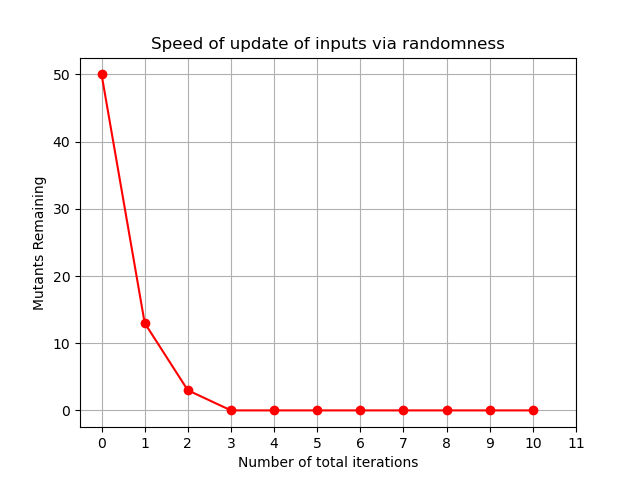 Speed of update of inputs via randomness
50
40
30
20
10
0
Mutants Remaining
0 1 2 3 4 5 6 7 8 9 10 11
Number of total iterations